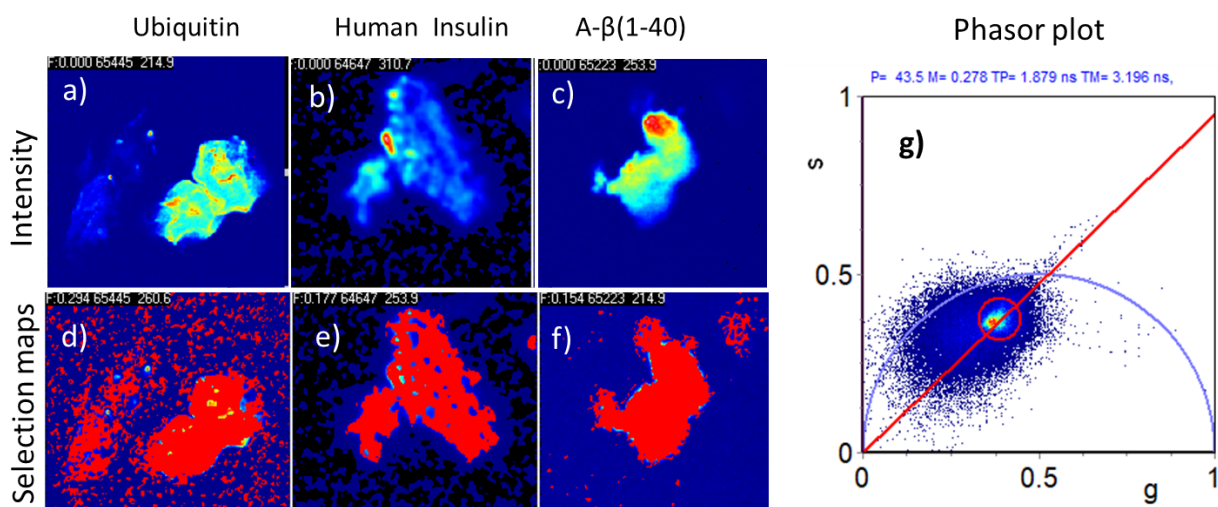 Ubiquitin Human Insulin A-β(1-40) Phasor plot
F:0.000 65445 214.9 F:0.000 64647 310.7 F:0.000 65223 253.9
a) b) c)
Intensity
F:0.294 65445 260.6 F:0.177 64647 253.9 F:0.154 65223 214.9
d) e) f)
Selection maps
P= 43.5 M= 0.278 TP= 1.879 ns TM= 3.196 ns,
1
g)
s
0.5
0
0 0.5 1
g